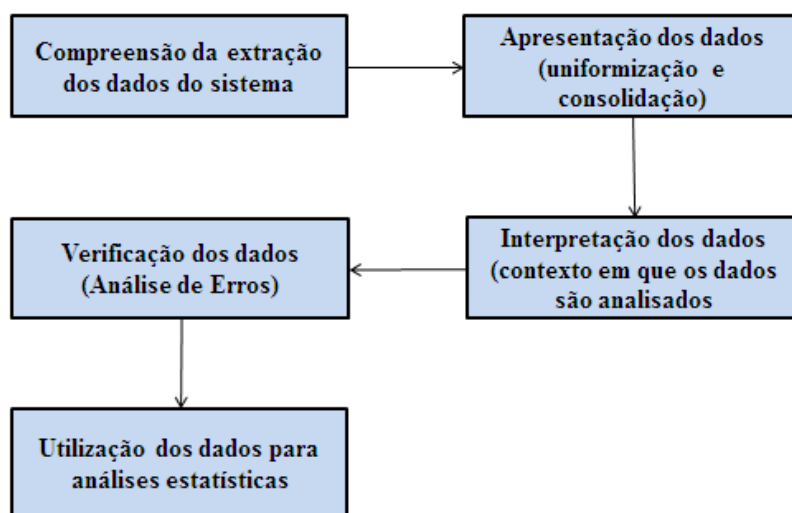 Compreensão da extração
dos dados do sistema
Apresentação dos dados
(uniformização e
consolidação)
Interpretação dos dados
(contexto em que os dados
são analisados
Verificação dos dados
(Análise de Erros)
Utilização dos dados para
análises estatísticas